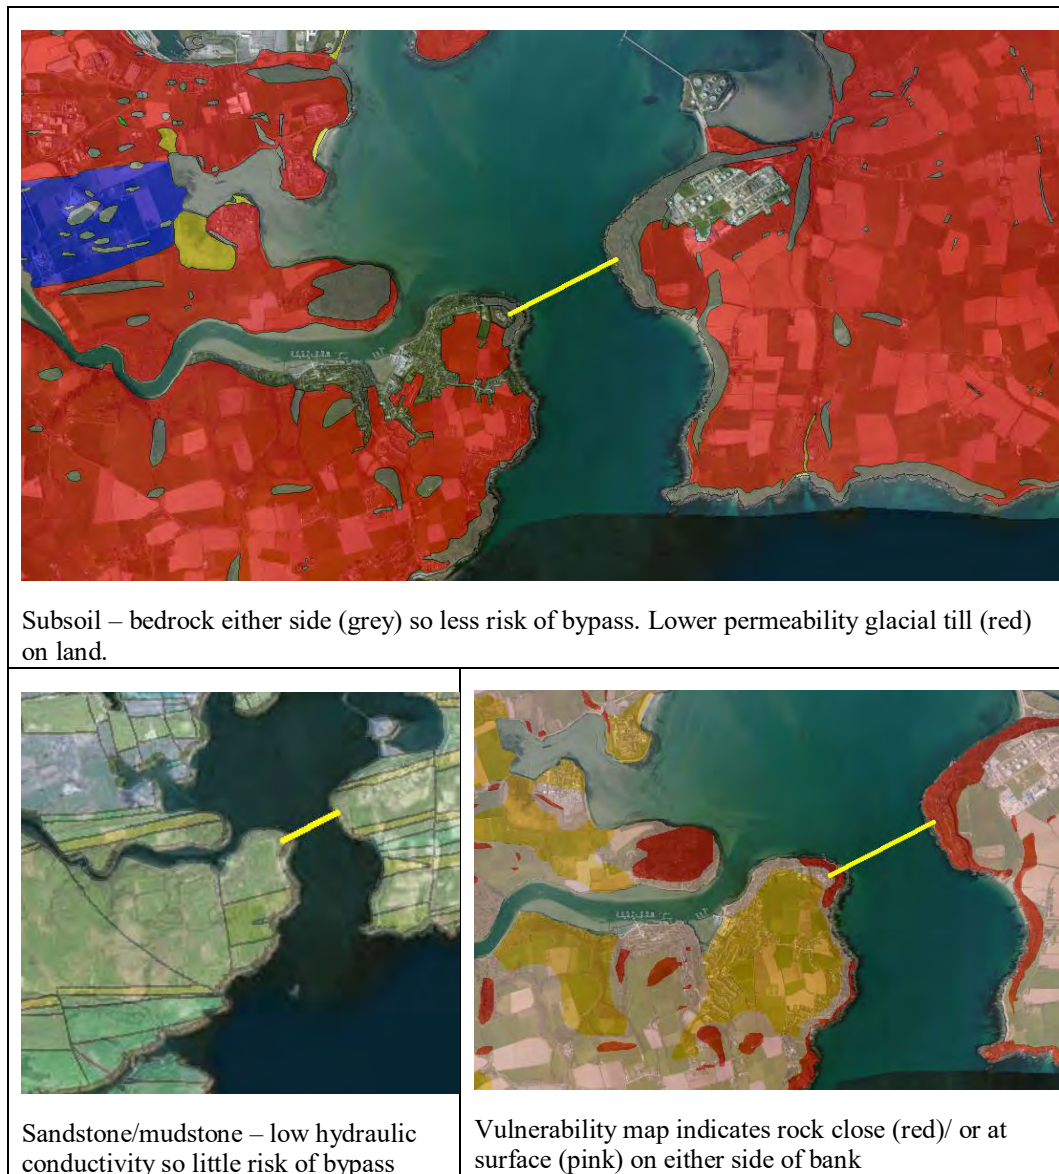 Subsoil – bedrock either side (grey) so less risk of bypass. Lower permeability glacial till (red)
on land.
Sandstone/mudstone – low hydraulic
conductivity so little risk of bypass
Vulnerability map indicates rock close (red)/ or at
surface (pink) on either side of bank